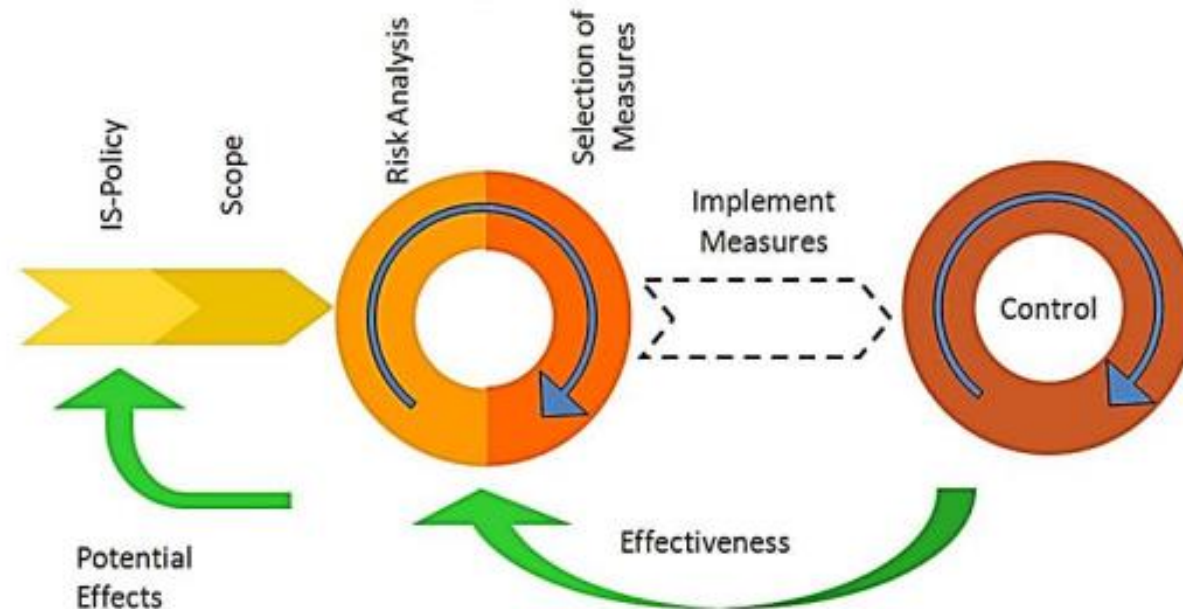 IS-Policy
Scope
Risk Analysis
Selection of
Measures
Implement
Measures
Control
Effectiveness
Potential
Effects